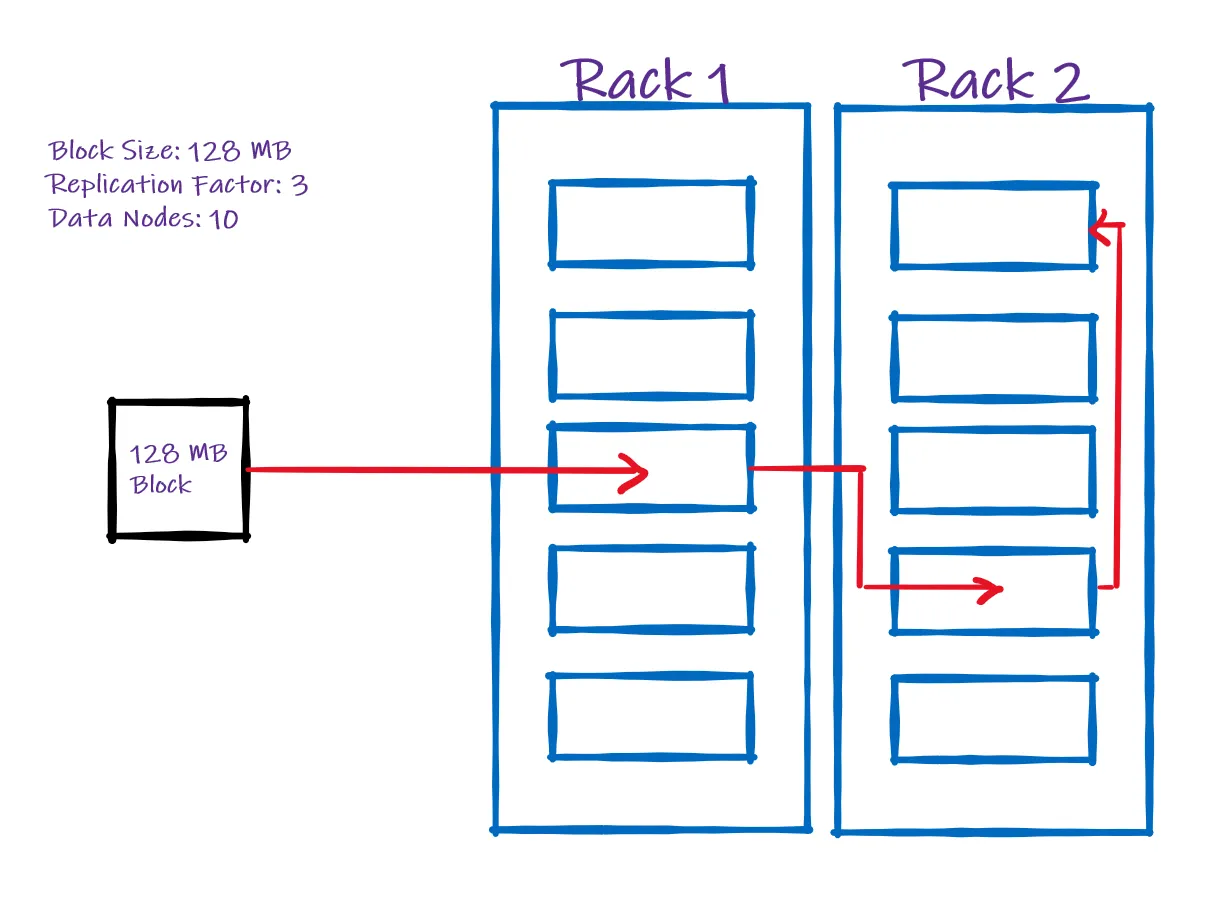 Rack 1
Rack 2
Block Size: 128 MB
Replication Factor: 3
Data Nodes: 10
128 MB
Block